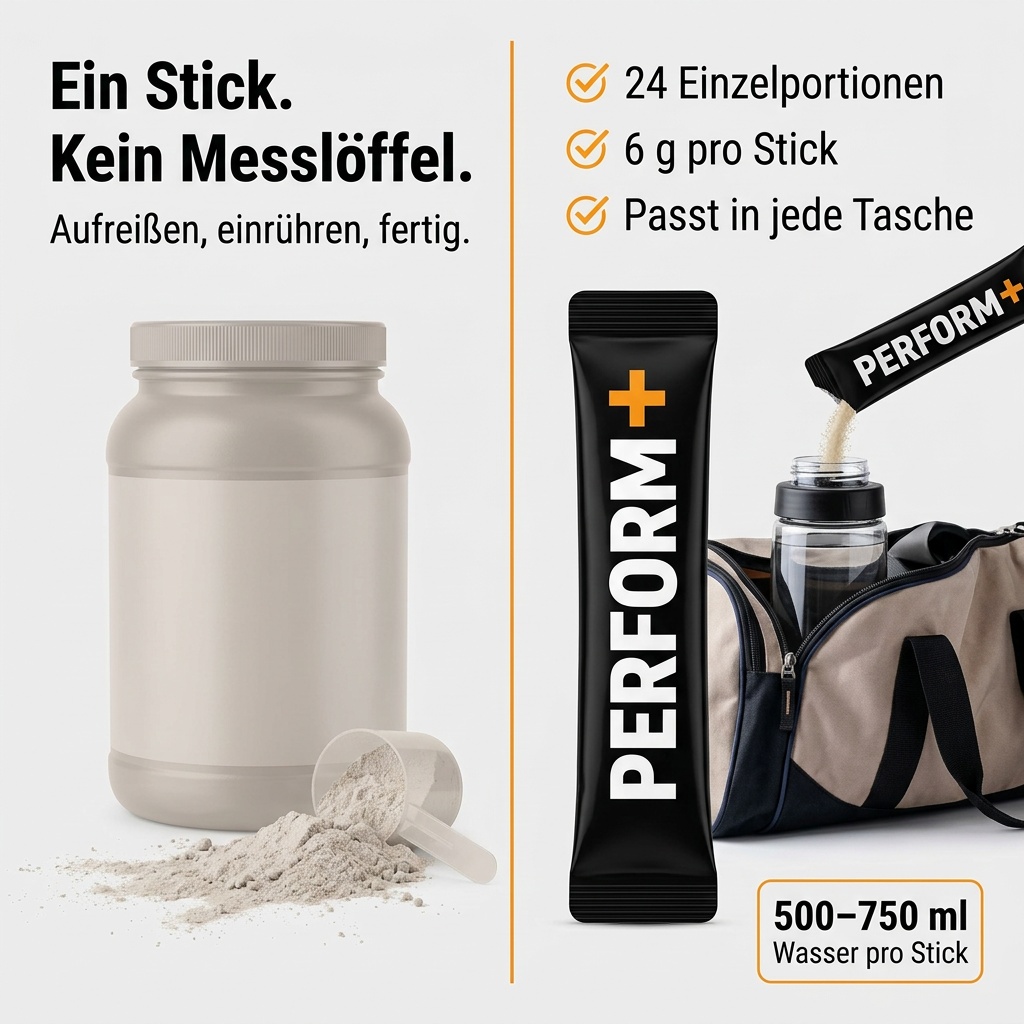 Ein Stick.
Kein Messlöffel.
Aufreißen, einrühren, fertig.
24 Einzelportionen
6 g pro Stick
Passt in jede Tasche
PERFORM+
PERFORM+
500–750 ml
Wasser pro Stick